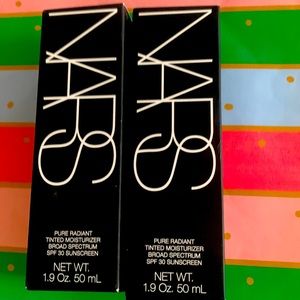 NARS
PURE RADIANT
TINTED MOISTURIZER
BROAD SPECTRUM
SPF 30 SUNSCREEN
NET WT.
1.9 Oz. 50 mL
NARS
PURE RADIANT
TINTED MOISTURIZER
BROAD SPECTRUM
SPF 30 SUNSCREEN
NET WT.
1.9 Oz. 50 mL